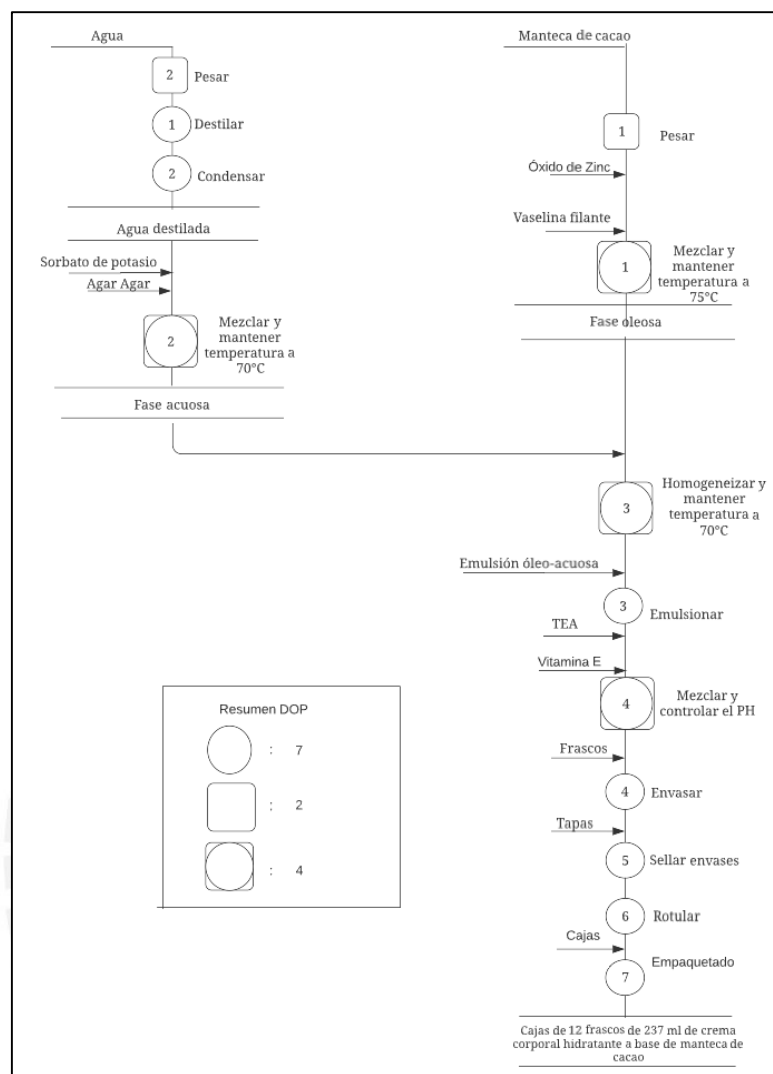 Agua
2
Pesar
1
Destilar
2
Condensar
Agua destilada
Sorbato de potasio
Agar Agar
2
Mezclar y
mantener
temperatura a
70°C
Fase acuosa
Manteca de cacao
1
Pesar
Óxido de Zinc
Vaselina filante
1
Mezclar y
mantener
temperatura a
75°C
Fase oleosa
3
Homogeneizar y
mantener
temperatura a
70°C
Emulsión óleo-acuosa
3
Emulsionar
TEA
Vitamina E
4
Mezclar y
controlar el PH
Frascos
4
Envasar
Tapas
5
Sellar envases
6
Rotular
Cajas
7
Empaquetado
Cajas de 12 frascos de 237 ml de crema
corporal hidratante a base de manteca de
cacao
Resumen DOP
: 7
: 2
: 4